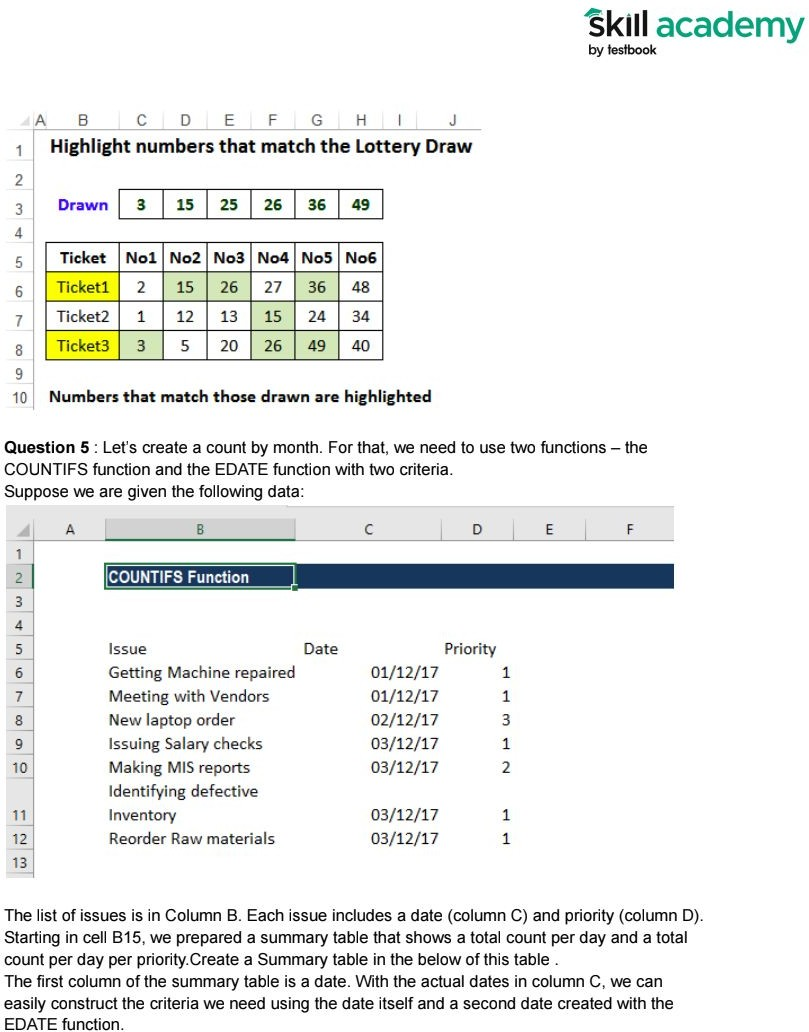 skill academy
by testbook
A B C D E F G H I J
1 Highlight numbers that match the Lottery Draw
2
3 Drawn 3 15 25 26 36 49
4
5 Ticket No1 No2 No3 No4 No5 No6
6 Ticket1 2 15 26 27 36 48
7 Ticket2 1 12 13 15 24 34
8 Ticket3 3 5 20 26 49 40
9
10 Numbers that match those drawn are highlighted
Question 5 : Let's create a count by month. For that, we need to use two functions – the
COUNTIFS function and the EDATE function with two criteria.
Suppose we are given the following data:
A B C D E F
1
2 COUNTIFS Function
3
4
5 Issue Date Priority
6 Getting Machine repaired 01/12/17 1
7 Meeting with Vendors 01/12/17 1
8 New laptop order 02/12/17 3
9 Issuing Salary checks 03/12/17 1
10 Making MIS reports 03/12/17 2
Identifying defective
11 Inventory 03/12/17 1
12 Reorder Raw materials 03/12/17 1
13
The list of issues is in Column B. Each issue includes a date (column C) and priority (column D).
Starting in cell B15, we prepared a summary table that shows a total count per day and a total
count per day per priority.Create a Summary table in the below of this table .
The first column of the summary table is a date. With the actual dates in column C, we can
easily construct the criteria we need using the date itself and a second date created with the
EDATE function.